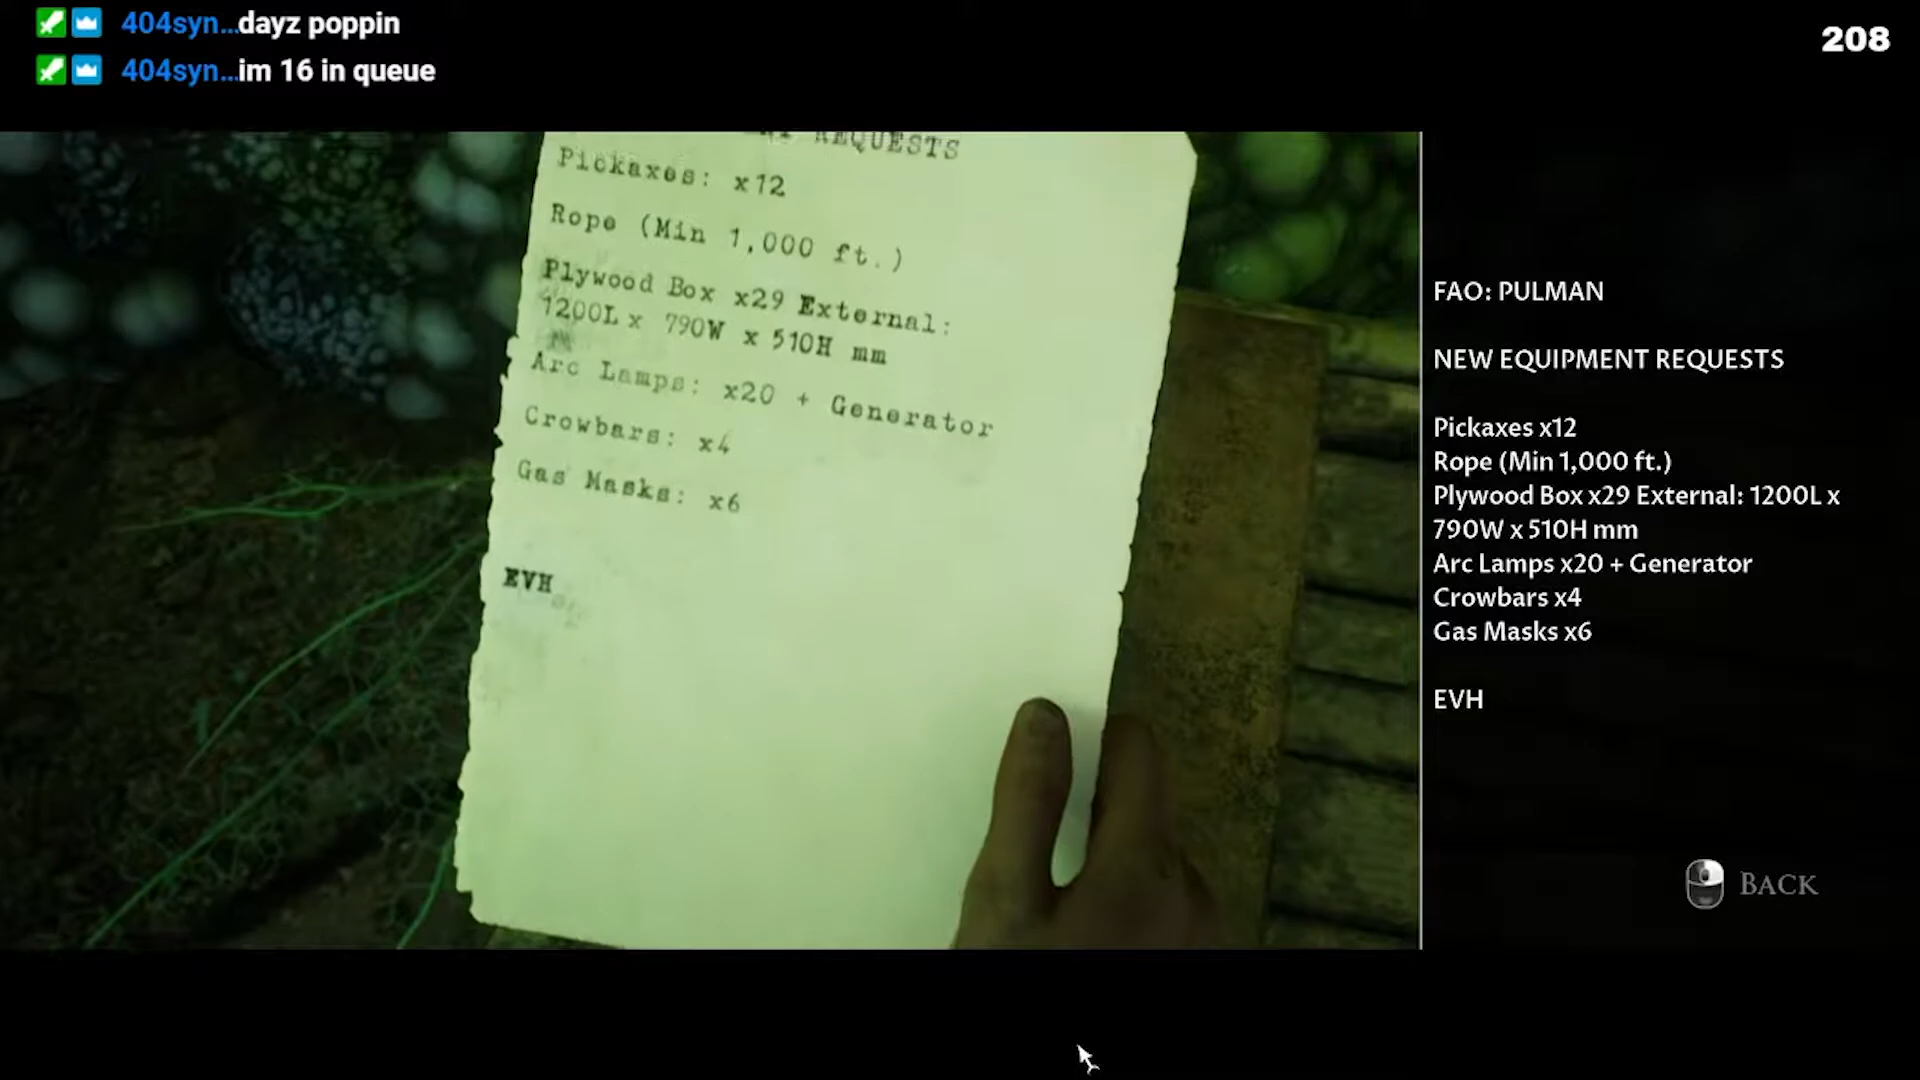 404syn...dayz poppin
404syn...im 16 in queue
208
REQUESTS
Pickaxes: x12
Rope (Min 1,000 ft.)
Plywood Box x29 External:
1200L x 790W x 510H mm
Arc Lamps: x20 + Generator
Crowbars: x4
Gas Masks: x6
EVH
FAO: PULMAN
NEW EQUIPMENT REQUESTS
Pickaxes x12
Rope (Min 1,000 ft.)
Plywood Box x29 External: 1200L x
790W x 510H mm
Arc Lamps x20 + Generator
Crowbars x4
Gas Masks x6
EVH
BACK